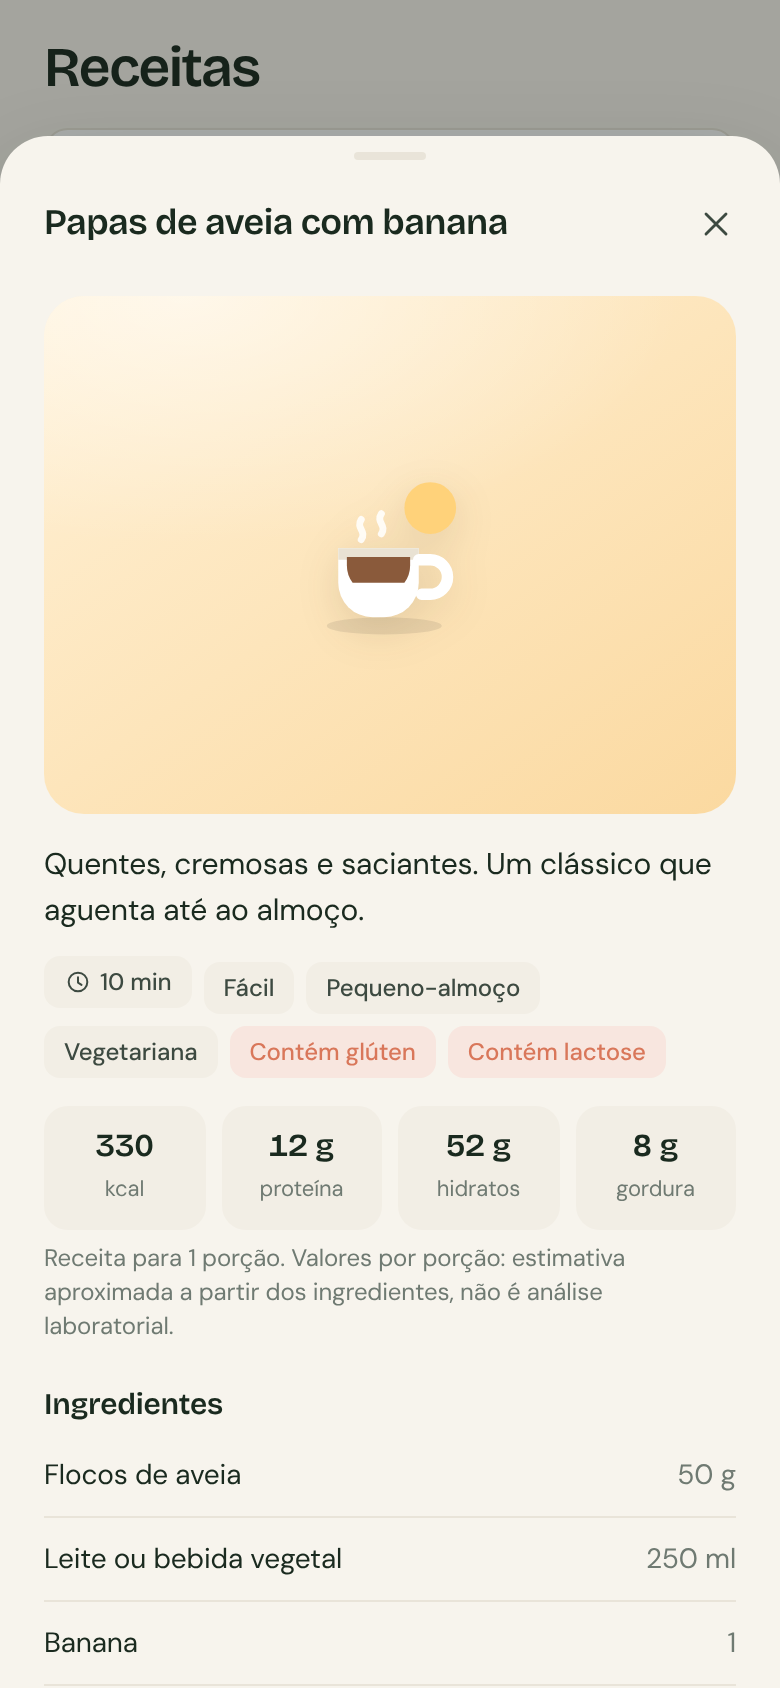 Receitas
Papas de aveia com banana
Quentes, cremosas e saciantes. Um clássico que
aguenta até ao almoço.
10 min
Fácil
Pequeno-almoço
Vegetariana
Contém glúten
Contém lactose
330
12 g
52 g
8 g
kcal
proteína
hidratos
gordura
Receita para 1 porção. Valores por porção: estimativa
aproximada a partir dos ingredientes, não é análise
laboratorial.
Ingredientes
Flocos de aveia 50 g
Leite ou bebida vegetal 250 ml
Banana 1